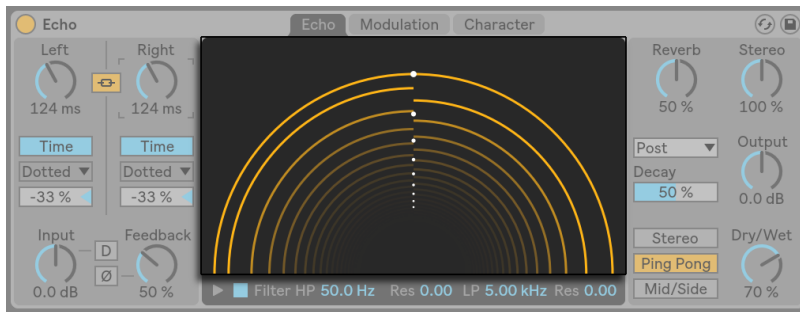 Echo
Echo Modulation Character
Left Right
124 ms 124 ms
Time Time
Dotted Dotted
-33 % -33 %
Input D Feedback
Ø
0.0 dB 50 %
Filter HP 50.0 Hz Res 0.00 LP 5.00 kHz Res 0.00
Reverb Stereo
50 % 100 %
Post Output
Decay
50 % 0.0 dB
Stereo Dry/Wet
Ping Pong
Mid/Side 70 %